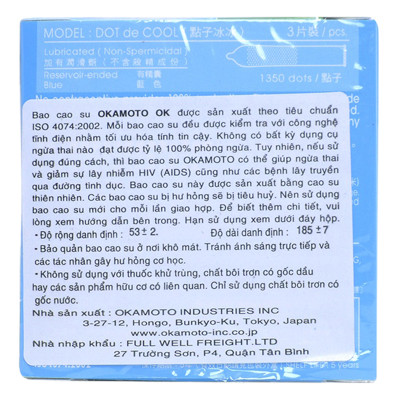 MODEL: DOT de COOL (點子冰冰) 3片裝/pcs.
Lubricated (Non-Spermicidal)
加有潤滑劑 (不含殺精成份)
Reservoir-ended 有精囊
Blue 藍色 1350 dots/點子
Bao cao su OKAMOTO OK được sản xuất theo tiêu chuẩn
ISO 4074:2002. Mỗi bao cao su đều được kiểm tra với công nghệ
tĩnh điện nhằm tối ưu hóa tính tin cậy. Không có bất kỳ dụng cụ
ngừa thai nào đạt được tỷ lệ 100% phòng ngừa. Tuy nhiên, nếu sử
dụng đúng cách, thì bao cao su OKAMOTO có thể giúp ngừa thai
và giảm sự lây nhiễm HIV (AIDS) cũng như các bệnh lây truyền
qua đường tình dục. Bao cao su này được sản xuất bằng cao su
thiên nhiên. Các bao cao su bị hư hỏng sẽ bị tiêu huỷ. Nên sử dụng
bao cao su mới cho mỗi lần giao hợp. Để biết thêm chi tiết, vui
lòng xem hướng dẫn bên trong. Hạn sử dụng xem dưới đáy hộp.
• Độ rộng danh định : 53± 2. Độ dài danh định : 185±7
• Bảo quản bao cao su ở nơi khô mát. Tránh ánh sáng trực tiếp và
các tác nhân gây hư hỏng cơ học.
• Không sử dụng với thuốc khử trùng, chất bôi trơn có gốc dầu
hay các sản phẩm hữu cơ có liên quan. Chỉ sử dụng chất bôi trơn có
gốc nước.
Nhà sản xuất : OKAMOTO INDUSTRIES INC
3-27-12, Hongo, Bunkyo-Ku, Tokyo, Japan
www.okamoto-inc.co.jp
Nhà nhập khẩu : FULL WELL FREIGHT.LTD
27 Trường Sơn, P4, Quận Tân Bình